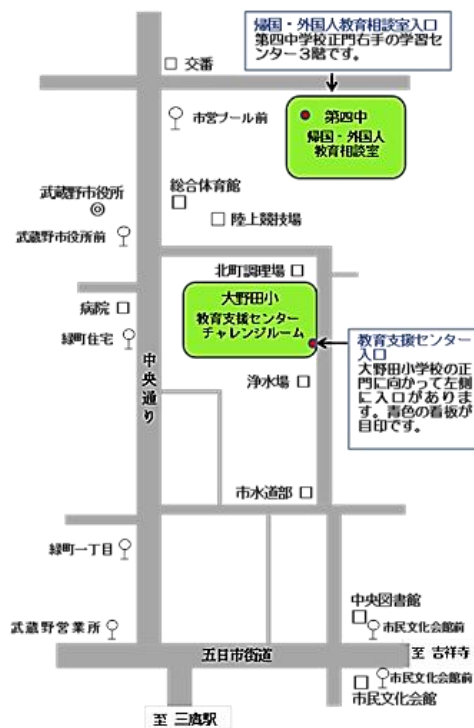 帰国・外国人教育相談室入口
第四中学校正門右手の学習セ
ンター３階です。
交番
市営プール前
第四中
帰国・外国人
教育相談室
総合体育館
武蔵野市役所
陸上競技場
武蔵野市役所前
北町調理場
大野田小
教育支援センター
チャレンジルーム
病院
緑町住宅
教育支援センター
入口
大野田小学校の正
門に向かって左側
に入口がありま
す。青色の看板が
目印です。
中央通り
浄水場
市水道部
緑町一丁目
中央図書館
武蔵野営業所
市民文化会館前
五日市街道
至 吉祥寺
市民文化会館前
市民文化会館
至 三鷹駅